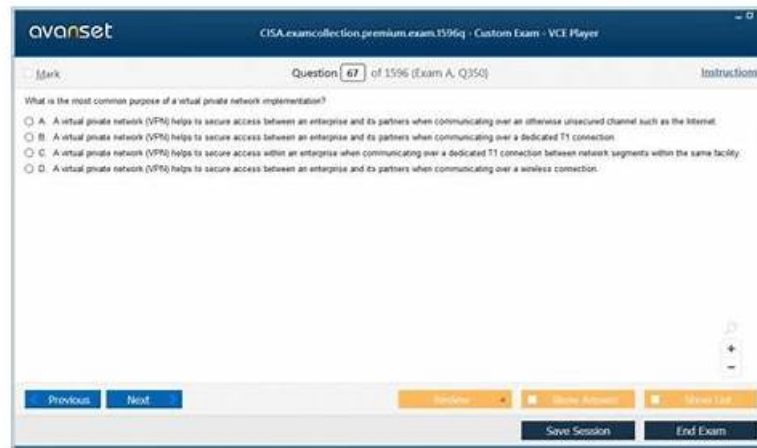 avanset
CISA.examcollection.premium.exam.1596q - Custom Exam - VCE Player
Mark
Question 67 of 1596 (Exam A, Q350)
Instructions
What is the most common purpose of a virtual private network implementation?
A. A virtual private network (VPN) helps to secure access between an enterprise and its partners when communicating over an otherwise unsecured channel such as the Internet.
B. A virtual private network (VPN) helps to secure access between an enterprise and its partners when communicating over a dedicated T1 connection.
C. A virtual private network (VPN) helps to secure access within an enterprise when communicating over a dedicated T1 connection between network segments within the same facility.
D. A virtual private network (VPN) helps to secure access between an enterprise and its partners when communicating over a wireless connection.
Previous
Next
Review
Show Answer
Show List
Save Session
End Exam